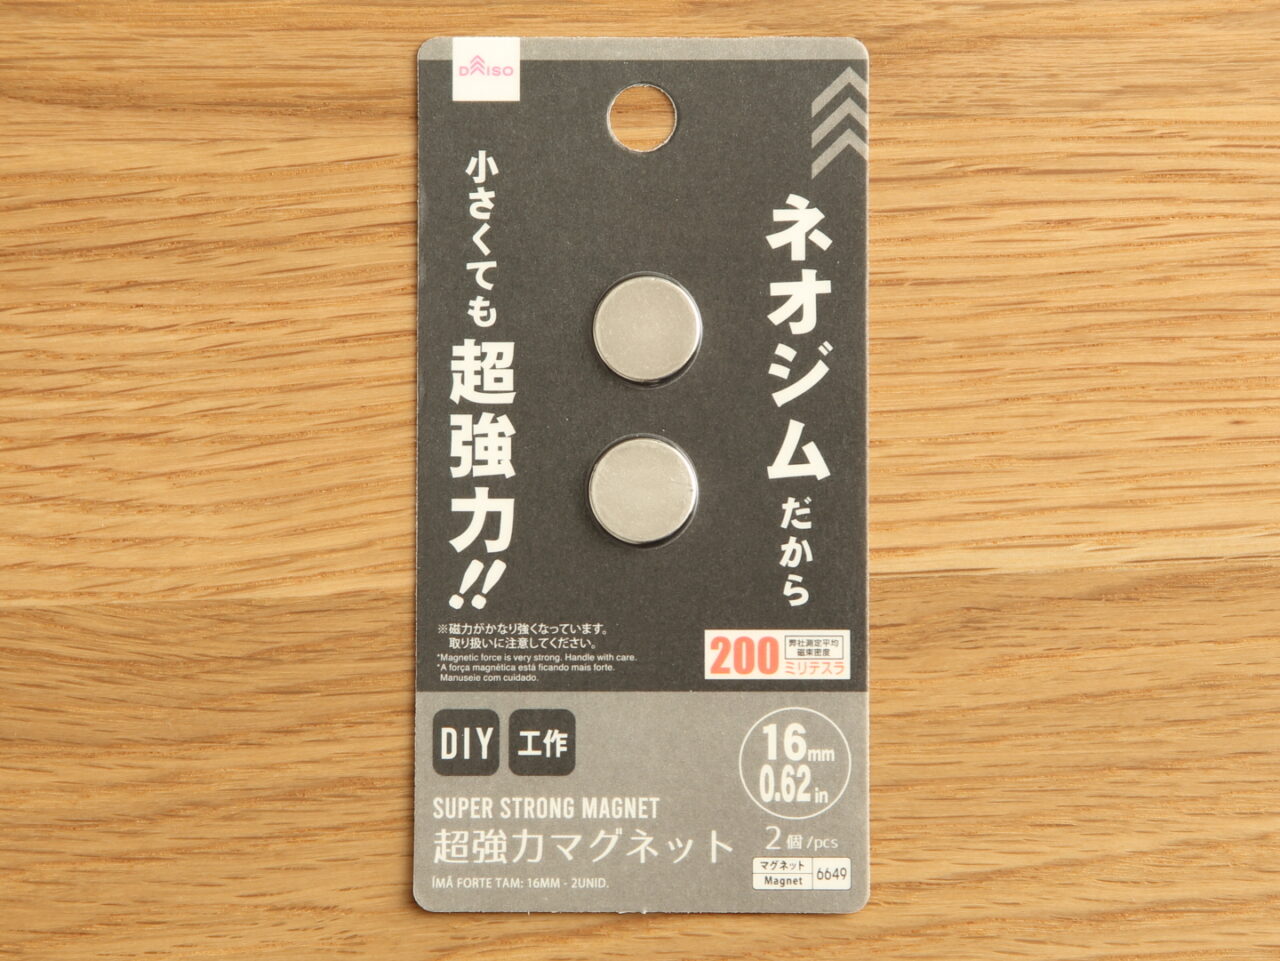 DAISO
ネオジムだから
小さくても超強力!!
※磁力がかなり強くなっています。
取り扱いに注意してください。
*Magnetic force is very strong. Handle with care.
*A força magnética está ficando mais forte.
Manuseie com cuidado.
200
弊社測定平均
磁束密度
ミリテスラ
DIY
工作
16mm
0.62in
SUPER STRONG MAGNET
超強力マグネット
2個/pcs
ÍMÃ FORTE TAM: 16MM - 2UNID.
マグネット
Magnet
6649